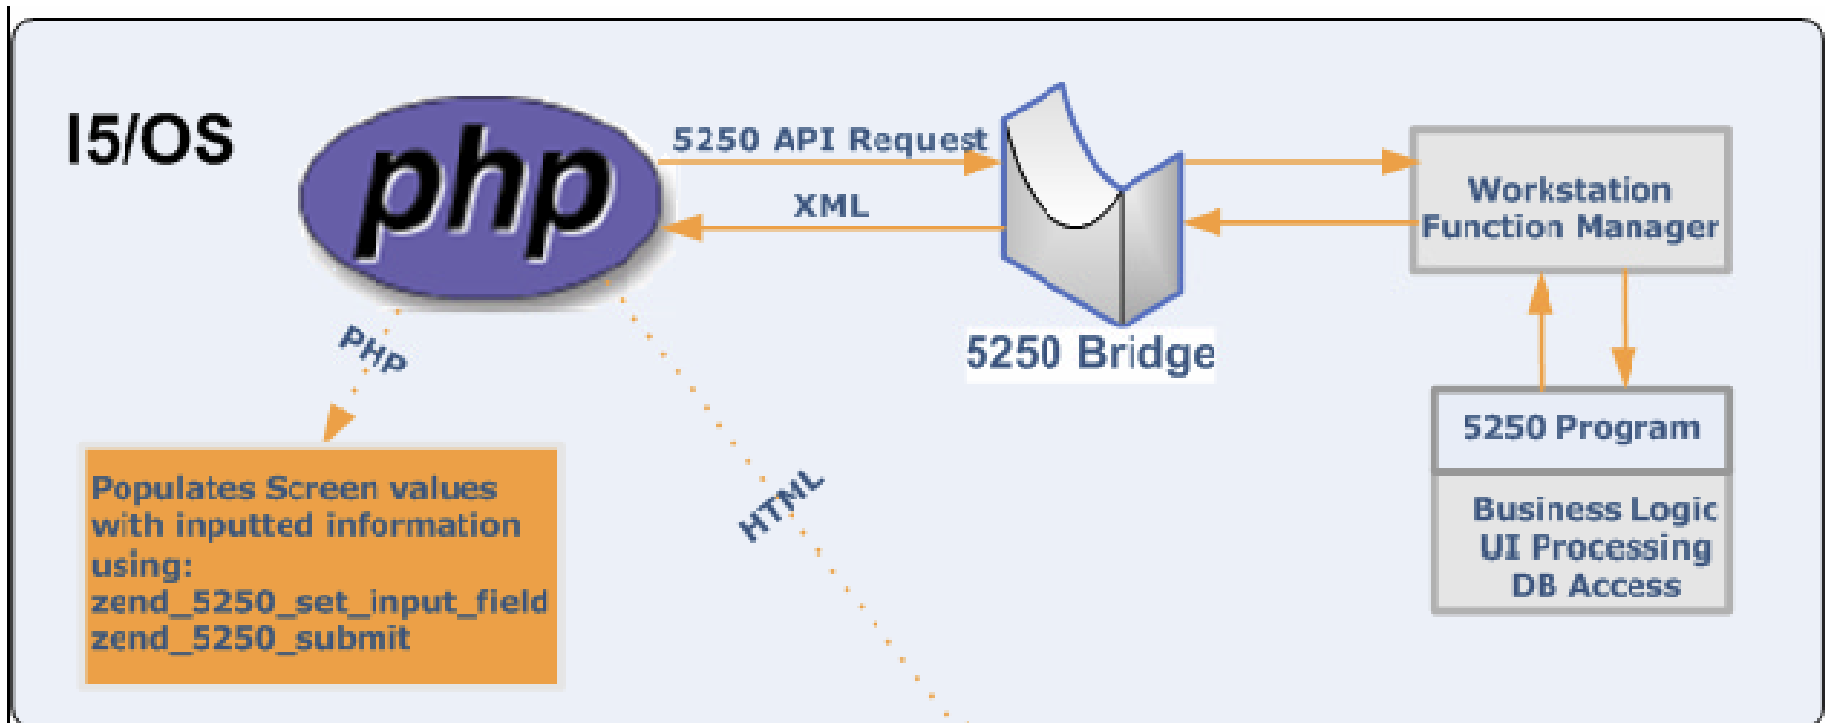 I5/OS
php
5250 API Request
XML
5250 Bridge
Workstation
Function Manager
PHP
HTML
5250 Program
Business Logic
UI Processing
DB Access
Populates Screen values
with inputted information
using:
zend_5250_set_input_field
zend_5250_submit